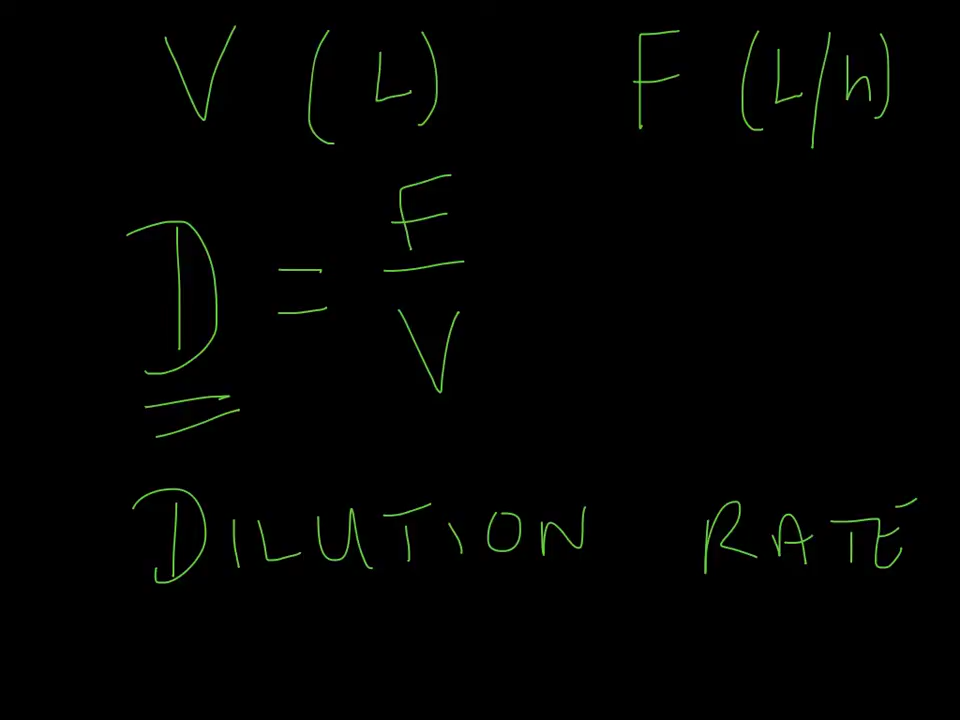 V (L) F (L/h)
D = F/V
DILUTION RATE